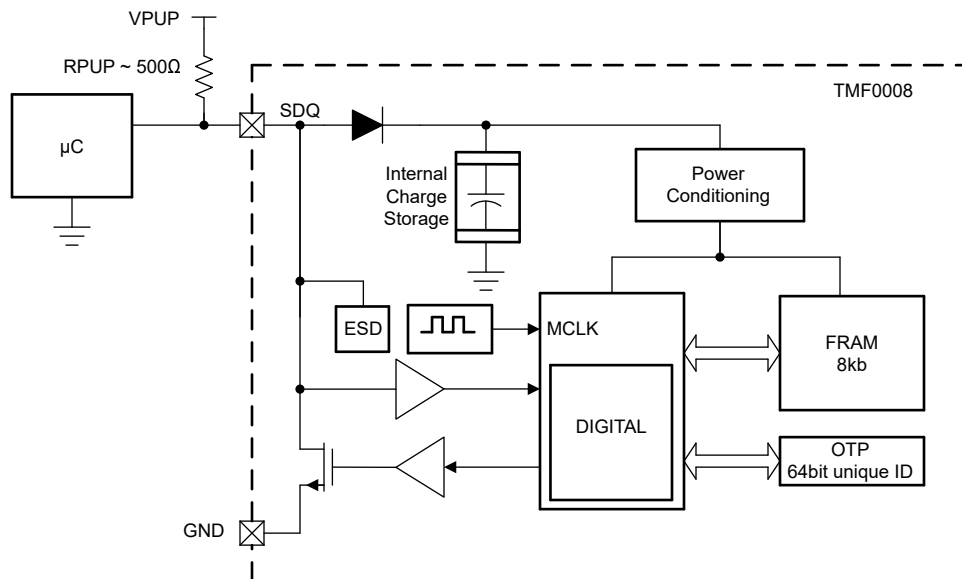 VPUP
RPUP ~ 500Ω
TMF0008
SDQ
µC
Internal
Charge
Storage
Power
Conditioning
ESD
MCLK
FRAM
8kb
DIGITAL
OTP
64bit unique ID
GND